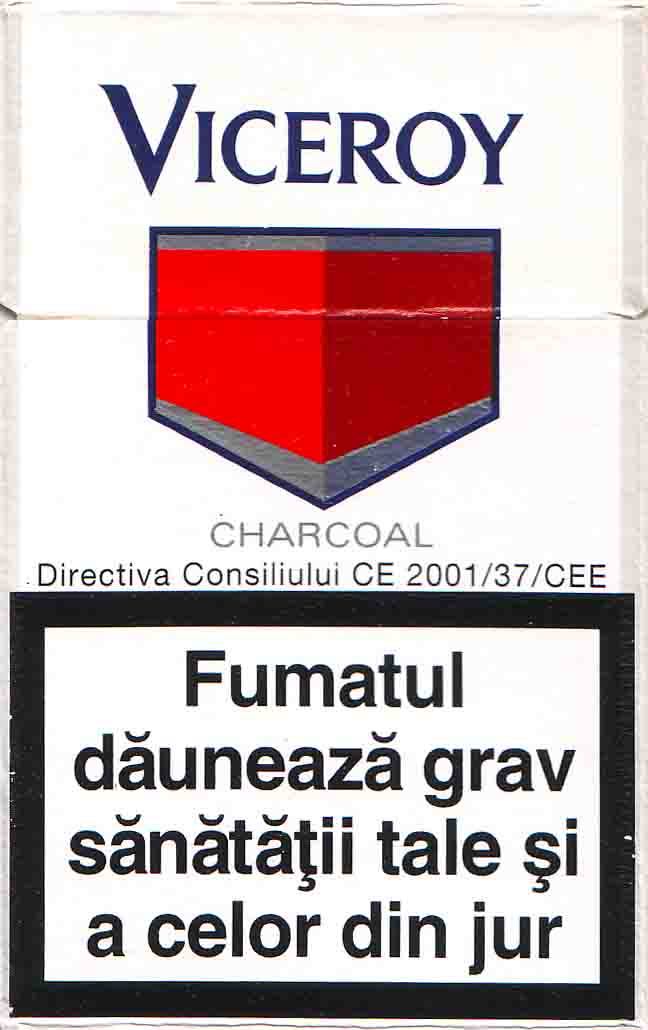 VICEROY
CHARCOAL
Directiva Consiliului CE 2001/37/CEE
Fumatul
dăunează grav
sănătăţii tale şi
a celor din jur